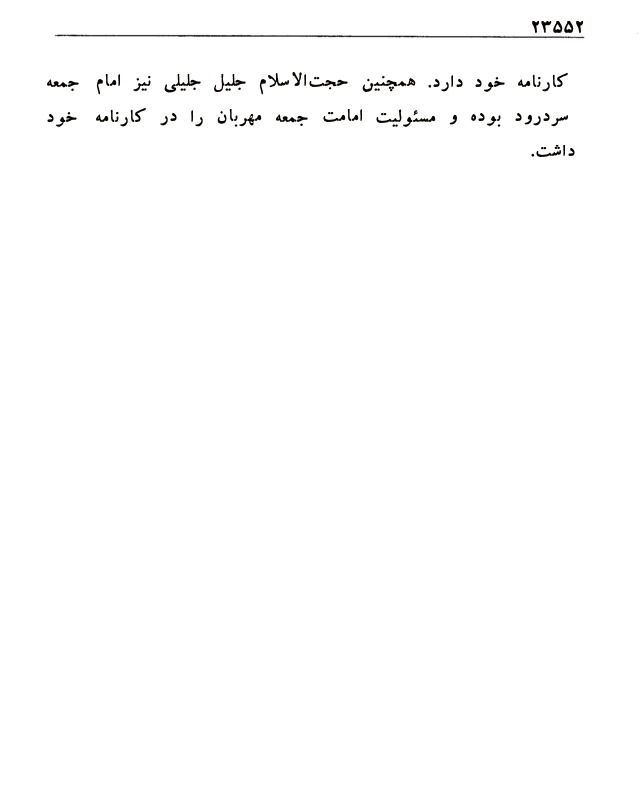 ۲۳۵۵۲
کارنامه خود دارد. همچنین حجت‌الاسلام جلیل جلیلی نیز امام جمعه
سردرود بوده و مسئولیت امامت جمعه مهربان را در کارنامه خود
داشت.